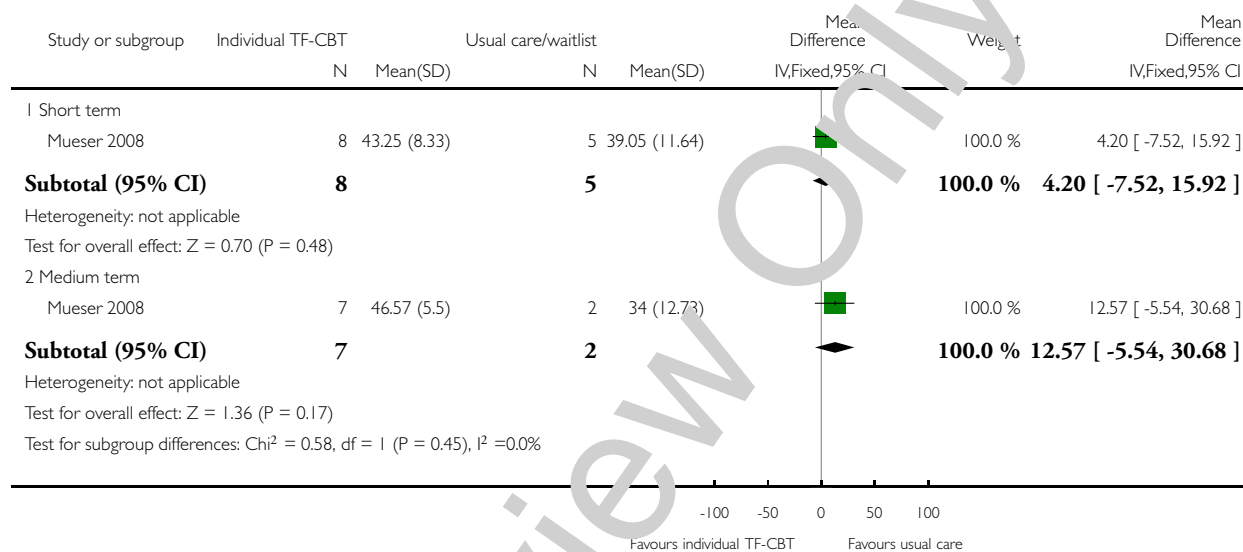 Study or subgroup Individual TF-CBT Usual care/waitlist Mean Difference Weight Mean Difference
N Mean(SD) N Mean(SD) IV,Fixed,95% CI IV,Fixed,95% CI
1 Short term
Mueser 2008 8 43.25 (8.33) 5 39.05 (11.64) 100.0 % 4.20 [ -7.52, 15.92 ]
Subtotal (95% CI) 8 5 100.0 % 4.20 [ -7.52, 15.92 ]
Heterogeneity: not applicable
Test for overall effect: Z = 0.70 (P = 0.48)
2 Medium term
Mueser 2008 7 46.57 (5.5) 2 34 (12.73) 100.0 % 12.57 [ -5.54, 30.68 ]
Subtotal (95% CI) 7 2 100.0 % 12.57 [ -5.54, 30.68 ]
Heterogeneity: not applicable
Test for overall effect: Z = 1.36 (P = 0.17)
Test for subgroup differences: Chi² = 0.58, df = 1 (P = 0.45), I² =0.0%
-100 -50 0 50 100
Favours individual TF-CBT Favours usual care
view Only